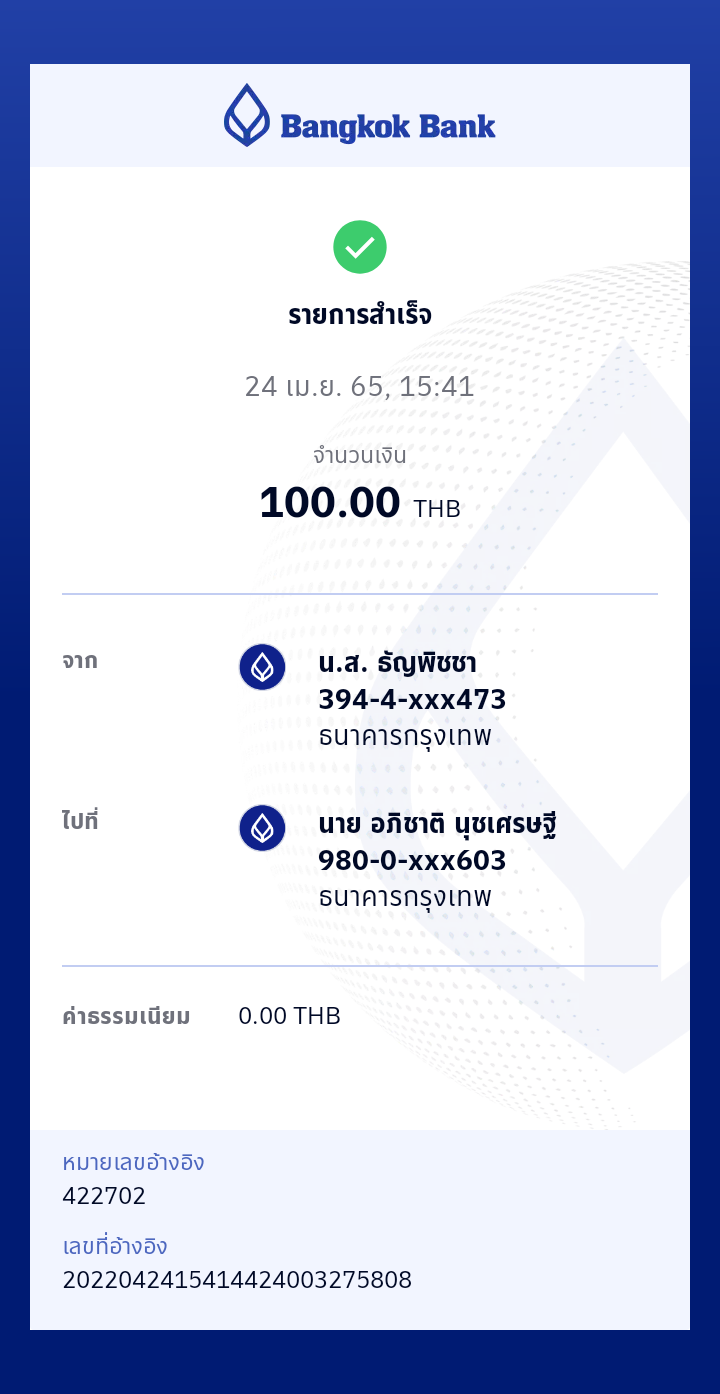 Bangkok Bank
รายการสำเร็จ
24 เม.ย. 65, 15:41
จำนวนเงิน
100.00 THB
จาก
น.ส. ธัญพิชชา
394-4-xxx473
ธนาคารกรุงเทพ
ไปที่
นาย อภิชาติ นุชเศรษฐี
980-0-xxx603
ธนาคารกรุงเทพ
ค่าธรรมเนียม 0.00 THB
หมายเลขอ้างอิง
422702
เลขที่อ้างอิง
2022042415414424003275808